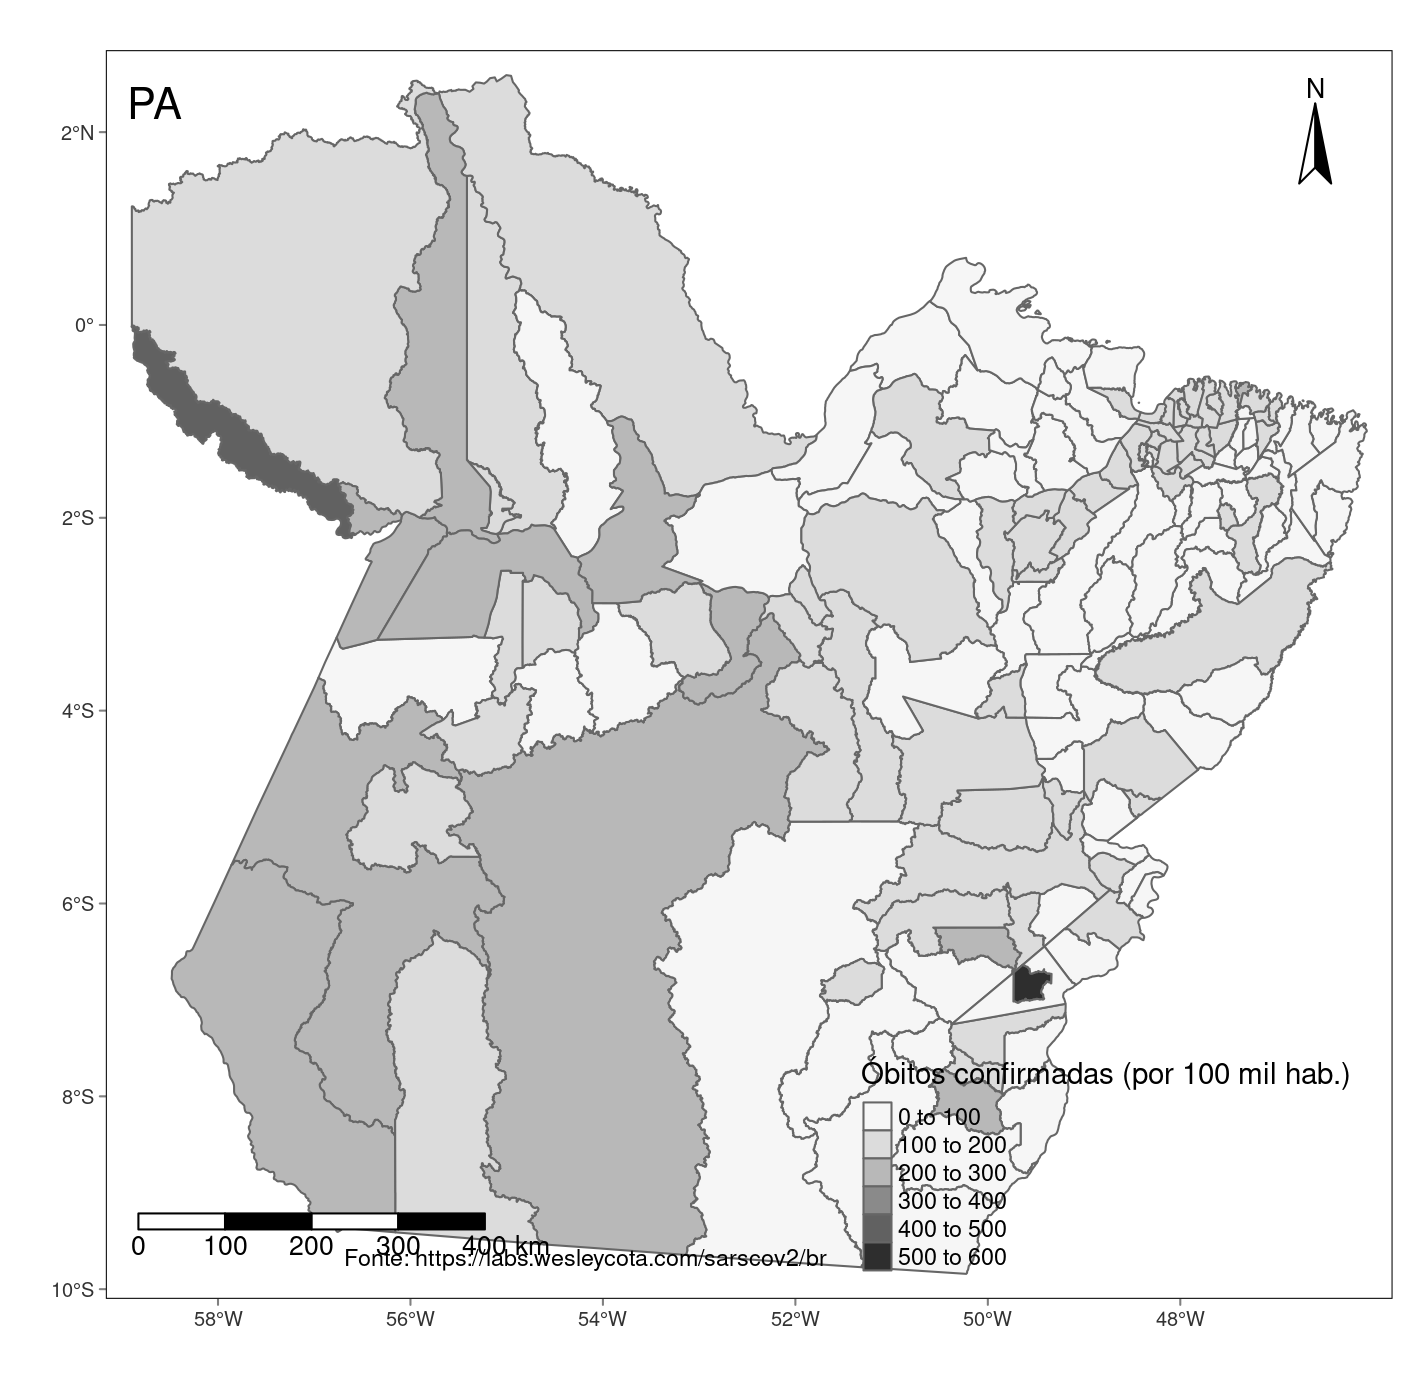 PA
N
2°N
0°
2°S
4°S
6°S
8°S
10°S
Óbitos confirmadas (por 100 mil hab.)
0 to 100
100 to 200
200 to 300
300 to 400
400 to 500
500 to 600
0 100 200 300 400 km
Fonte: https://labs.wesleycota.com/sarscov2/br
58°W 56°W 54°W 52°W 50°W 48°W